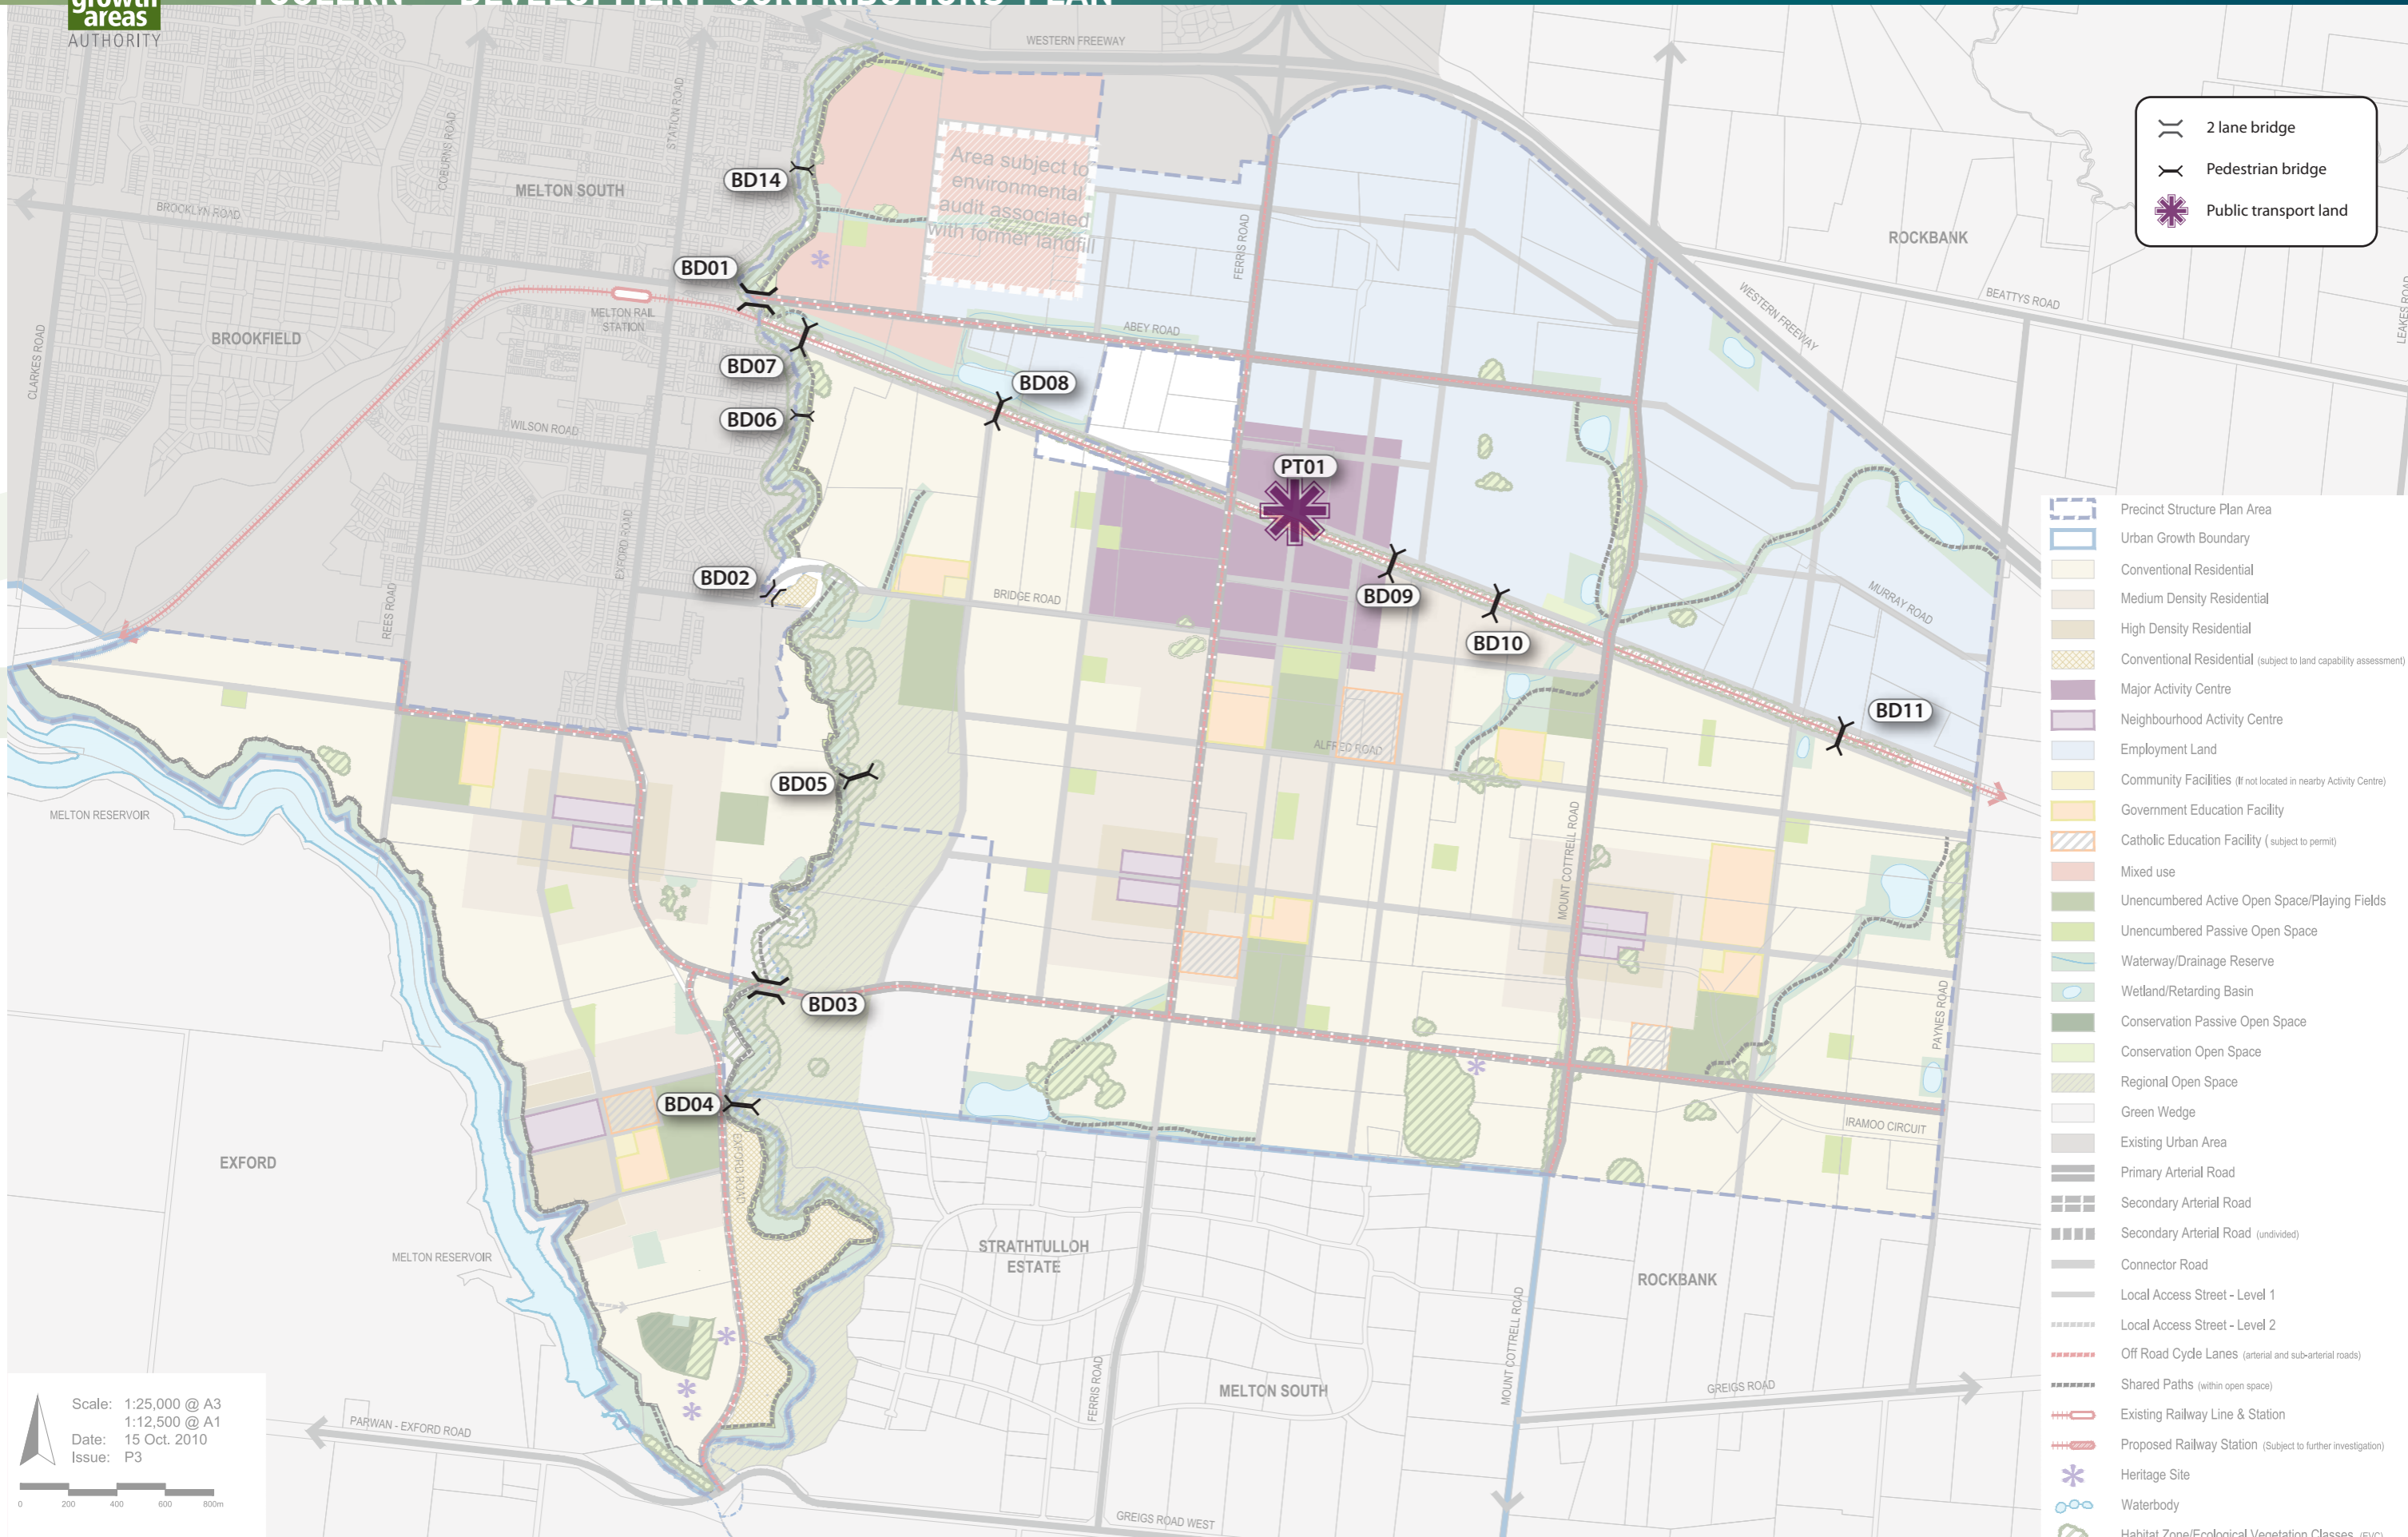 growth
areas
AUTHORITY
TOOLERN DEVELOPMENT CONTRIBUTIONS PLAN
WESTERN FREEWAY
2 lane bridge
Pedestrian bridge
Public transport land
COBURNS ROAD
STATION ROAD
MELTON SOUTH
BROOKLYN ROAD
BD14
Area subject to
environmental
audit associated
with former landfill
FERRIS ROAD
ROCKBANK
BEATTYS ROAD
LEAKES ROAD
WESTERN FREEWAY
BD01
MELTON RAIL
STATION
BROOKFIELD
CLARKES ROAD
ABEY ROAD
BD07
BD08
BD06
WILSON ROAD
PT01
EXFORD ROAD
BD02
BRIDGE ROAD
BD09
BD10
MURRAY ROAD
REES ROAD
BD11
ALFRED ROAD
BD05
MELTON RESERVOIR
MOUNT COTTRELL ROAD
BD03
PAYNES ROAD
BD04
EXFORD ROAD
IRAMOO CIRCUIT
EXFORD
MELTON RESERVOIR
STRATHTULLOH
ESTATE
ROCKBANK
MOUNT COTTRELL ROAD
FERRIS ROAD
MELTON SOUTH
GREIGS ROAD
PARWAN - EXFORD ROAD
GREIGS ROAD WEST
Scale: 1:25,000 @ A3
1:12,500 @ A1
Date: 15 Oct. 2010
Issue: P3
0 200 400 600 800m
Precinct Structure Plan Area
Urban Growth Boundary
Conventional Residential
Medium Density Residential
High Density Residential
Conventional Residential (subject to land capability assessment)
Major Activity Centre
Neighbourhood Activity Centre
Employment Land
Community Facilities (If not located in nearby Activity Centre)
Government Education Facility
Catholic Education Facility ( subject to permit)
Mixed use
Unencumbered Active Open Space/Playing Fields
Unencumbered Passive Open Space
Waterway/Drainage Reserve
Wetland/Retarding Basin
Conservation Passive Open Space
Conservation Open Space
Regional Open Space
Green Wedge
Existing Urban Area
Primary Arterial Road
Secondary Arterial Road
Secondary Arterial Road (undivided)
Connector Road
Local Access Street - Level 1
Local Access Street - Level 2
Off Road Cycle Lanes (arterial and sub-arterial roads)
Shared Paths (within open space)
Existing Railway Line & Station
Proposed Railway Station (Subject to further investigation)
Heritage Site
Waterbody
Habitat Zone/Ecological Vegetation Classes (EVC)